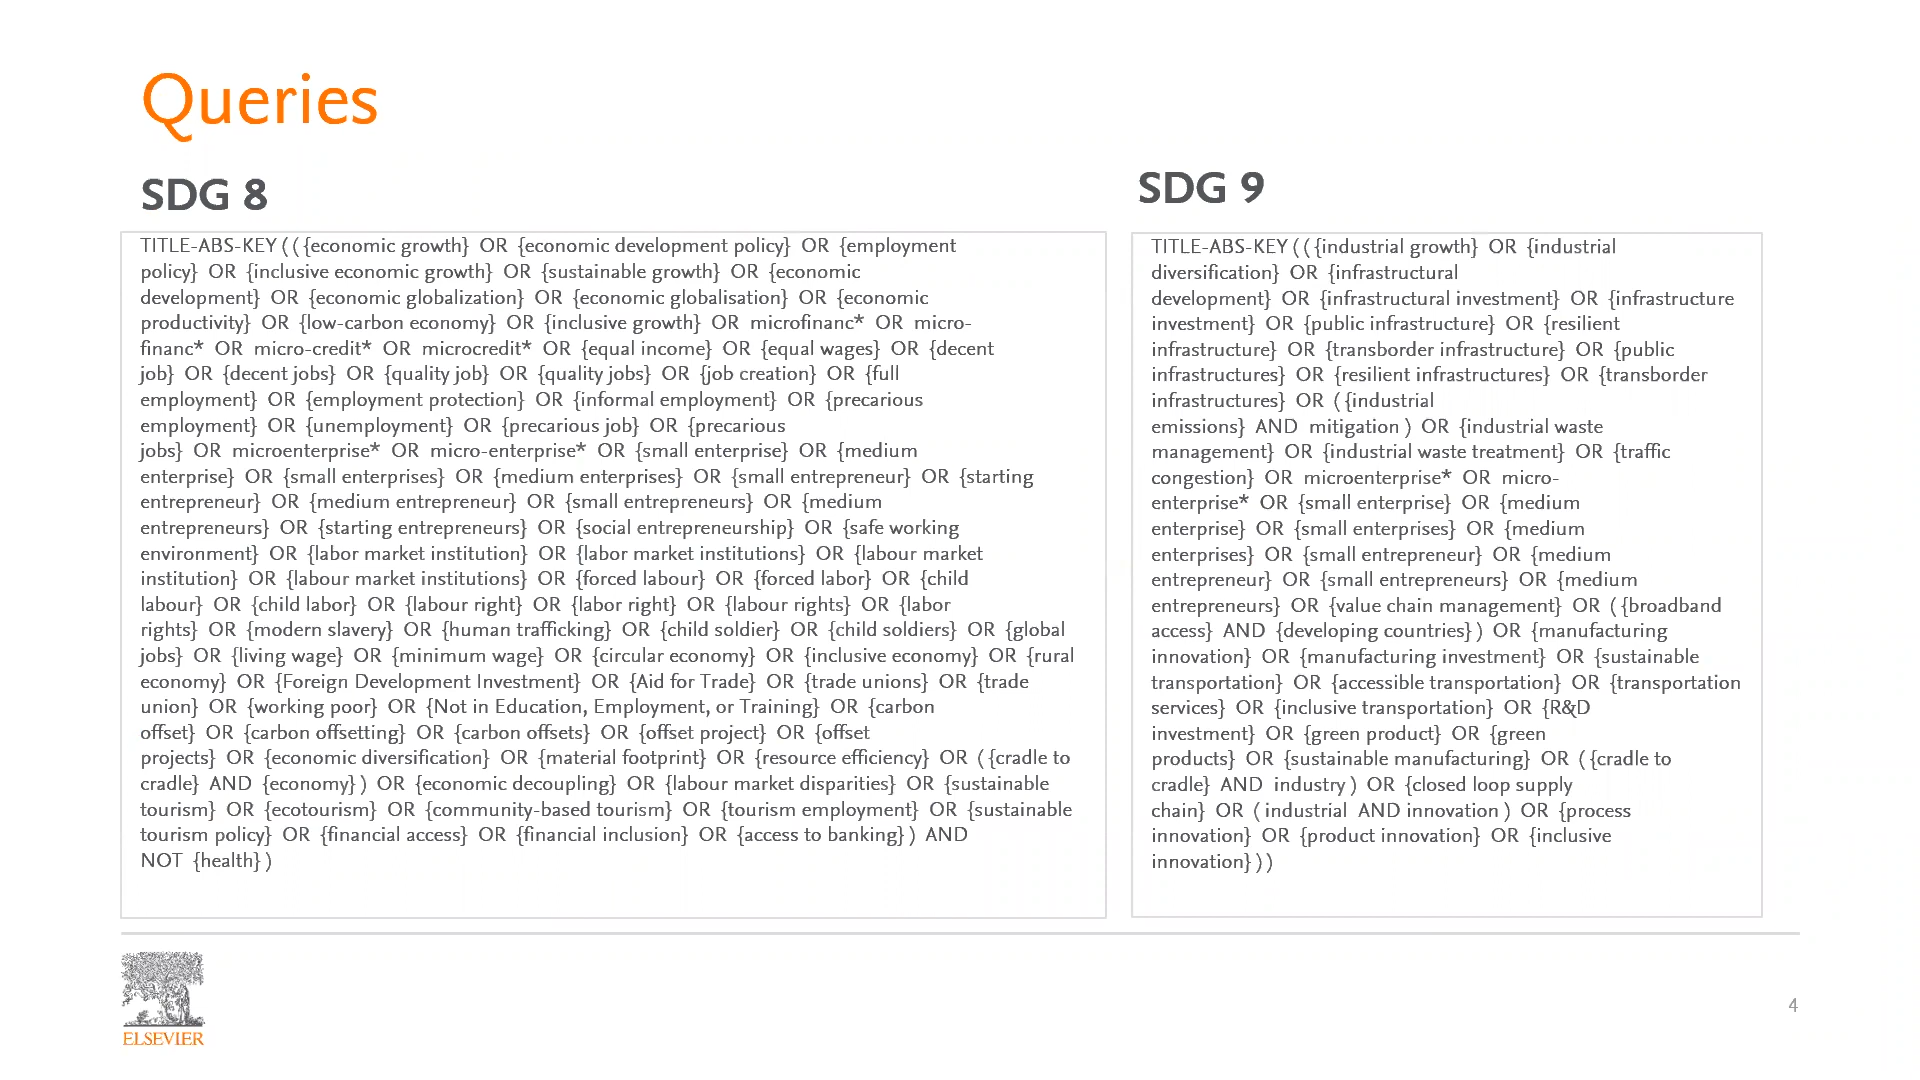 Queries
SDG 8
TITLE-ABS-KEY ( ( {economic growth} OR {economic development policy} OR {employment
policy} OR {inclusive economic growth} OR {sustainable growth} OR {economic
development} OR {economic globalization} OR {economic globalisation} OR {economic
productivity} OR {low-carbon economy} OR {inclusive growth} OR microfinanc* OR micro-
financ* OR micro-credit* OR microcredit* OR {equal income} OR {equal wages} OR {decent
job} OR {decent jobs} OR {quality job} OR {quality jobs} OR {job creation} OR {full
employment} OR {employment protection} OR {informal employment} OR {precarious
employment} OR {unemployment} OR {precarious job} OR {precarious
jobs} OR microenterprise* OR micro-enterprise* OR {small enterprise} OR {medium
enterprise} OR {small enterprises} OR {medium enterprises} OR {small entrepreneur} OR {starting
entrepreneur} OR {medium entrepreneur} OR {small entrepreneurs} OR {medium
entrepreneurs} OR {starting entrepreneurs} OR {social entrepreneurship} OR {safe working
environment} OR {labor market institution} OR {labor market institutions} OR {labour market
institution} OR {labour market institutions} OR {forced labour} OR {forced labor} OR {child
labour} OR {child labor} OR {labour right} OR {labor right} OR {labour rights} OR {labor
rights} OR {modern slavery} OR {human trafficking} OR {child soldier} OR {child soldiers} OR {global
jobs} OR {living wage} OR {minimum wage} OR {circular economy} OR {inclusive economy} OR {rural
economy} OR {Foreign Development Investment} OR {Aid for Trade} OR {trade unions} OR {trade
union} OR {working poor} OR {Not in Education, Employment, or Training} OR {carbon
offset} OR {carbon offsetting} OR {carbon offsets} OR {offset project} OR {offset
projects} OR {economic diversification} OR {material footprint} OR {resource efficiency} OR ( {cradle to
cradle} AND {economy} ) OR {economic decoupling} OR {labour market disparities} OR {sustainable
tourism} OR {ecotourism} OR {community-based tourism} OR {tourism employment} OR {sustainable
tourism policy} OR {financial access} OR {financial inclusion} OR {access to banking} ) AND
NOT {health} )
SDG 9
TITLE-ABS-KEY ( ( {industrial growth} OR {industrial
diversification} OR {infrastructural
development} OR {infrastructural investment} OR {infrastructure
investment} OR {public infrastructure} OR {resilient
infrastructure} OR {transborder infrastructure} OR {public
infrastructures} OR {resilient infrastructures} OR {transborder
infrastructures} OR ( {industrial
emissions} AND mitigation ) OR {industrial waste
management} OR {industrial waste treatment} OR {traffic
congestion} OR microenterprise* OR micro-
enterprise* OR {small enterprise} OR {medium
enterprise} OR {small enterprises} OR {medium
enterprises} OR {small entrepreneur} OR {medium
entrepreneur} OR {small entrepreneurs} OR {medium
entrepreneurs} OR {value chain management} OR ( {broadband
access} AND {developing countries} ) OR {manufacturing
innovation} OR {manufacturing investment} OR {sustainable
transportation} OR {accessible transportation} OR {transportation
services} OR {inclusive transportation} OR {R&D
investment} OR {green product} OR {green
products} OR {sustainable manufacturing} OR ( {cradle to
cradle} AND industry ) OR {closed loop supply
chain} OR ( industrial AND innovation ) OR {process
innovation} OR {product innovation} OR {inclusive
innovation} ) )
ELSEVIER
4